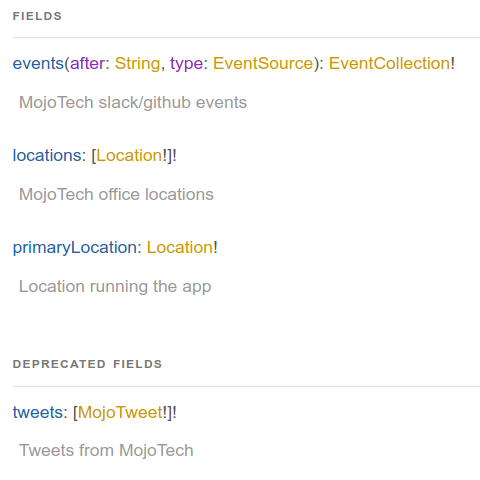 FIELDS
events(after: String, type: EventSource): EventCollection!
MojoTech slack/github events
locations: [Location!]!
MojoTech office locations
primaryLocation: Location!
Location running the app
DEPRECATED FIELDS
tweets: [MojoTweet!]!
Tweets from MojoTech